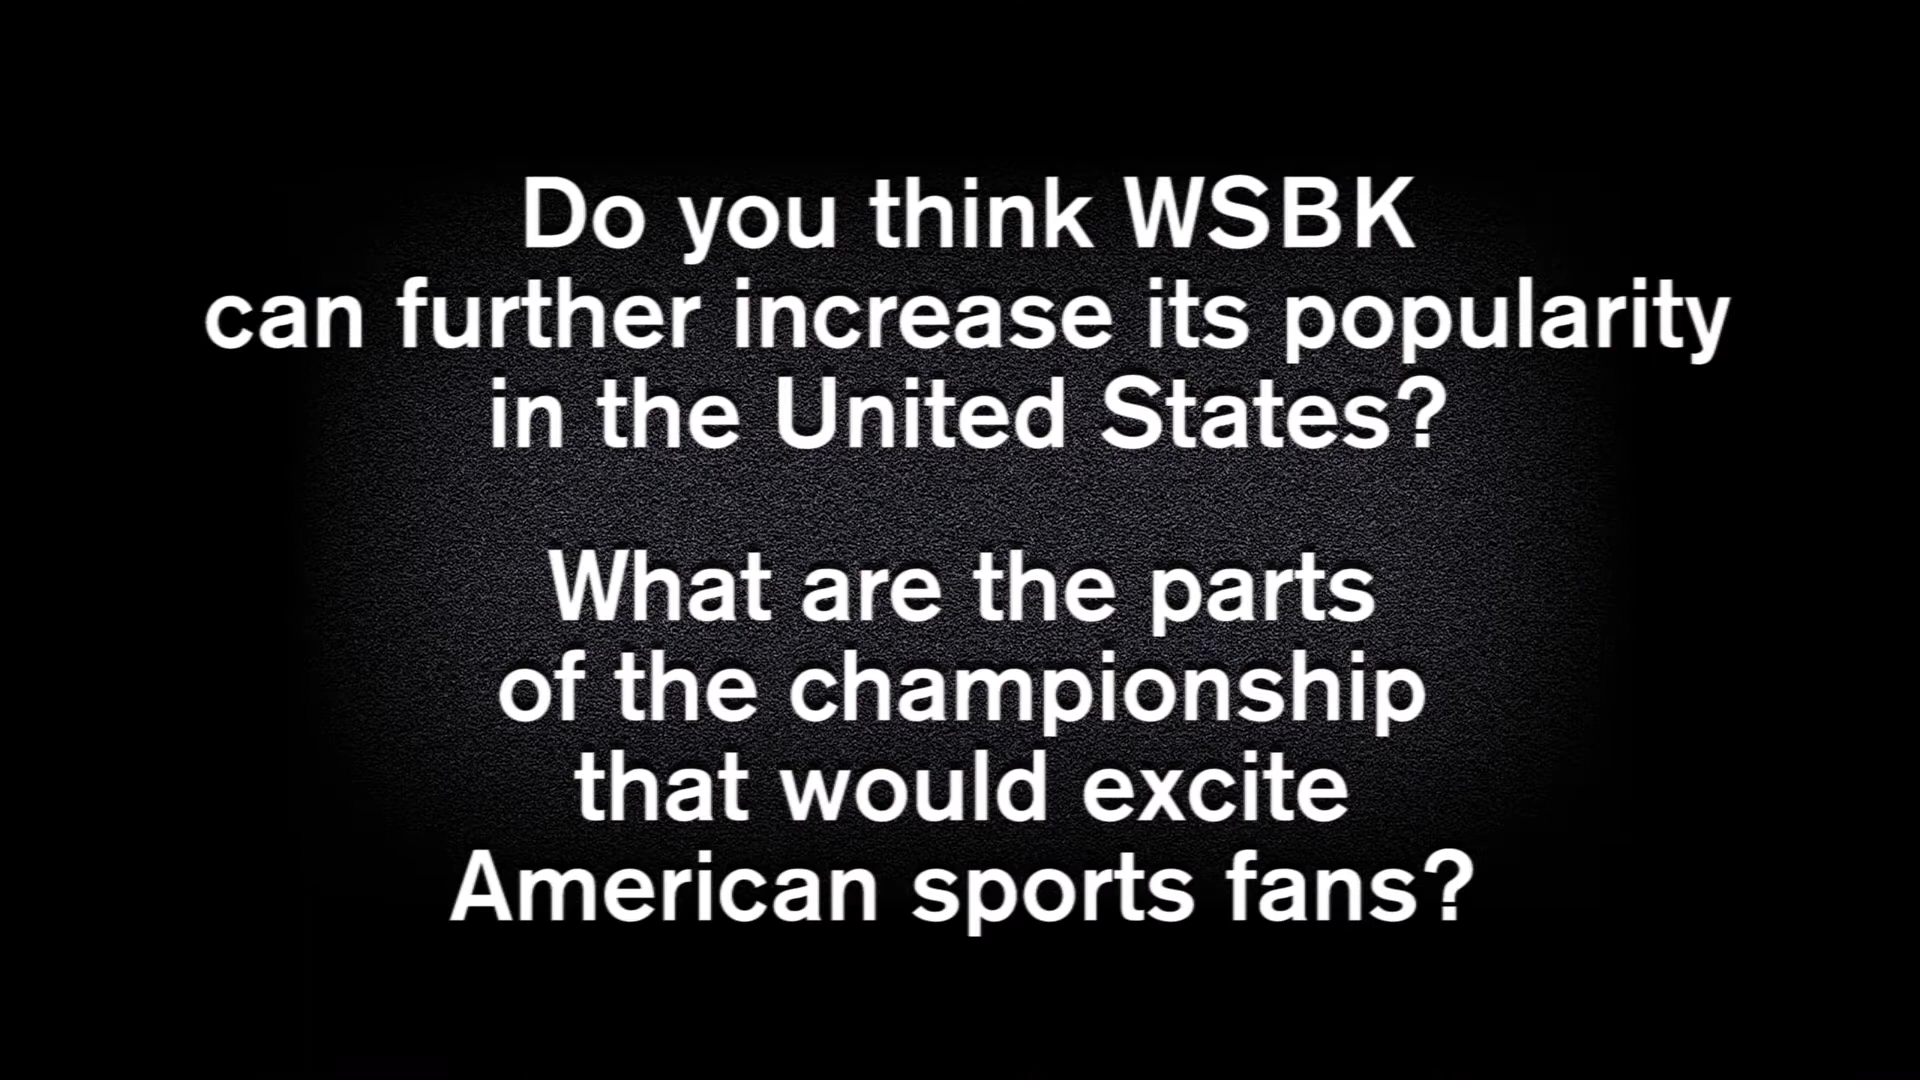 Do you think WSBK
can further increase its popularity
in the United States?
What are the parts
of the championship
that would excite
American sports fans?